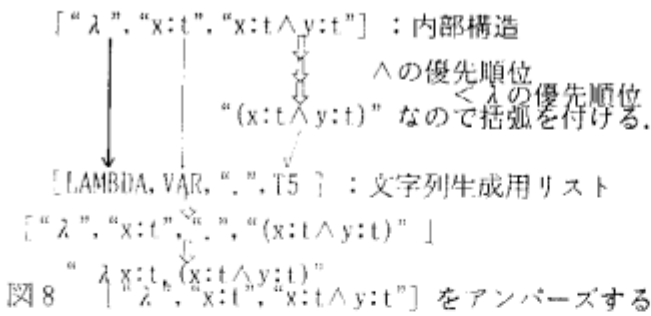 [“λ”, “x:t”, “x:t∧y:t”] : 内部構造
∧の優先順位
< λの優先順位
“(x:t∧y:t)” なので括弧を付ける.
[LAMBDA, VAR, “.”, T5 ] : 文字列生成用リスト
[“λ”, “x:t”, “.”, “(x:t∧y:t)” ]
“λx:t.(x:t∧y:t)”
図8 [“λ”, “x:t”, “x:t∧y:t”] をアンパーズする